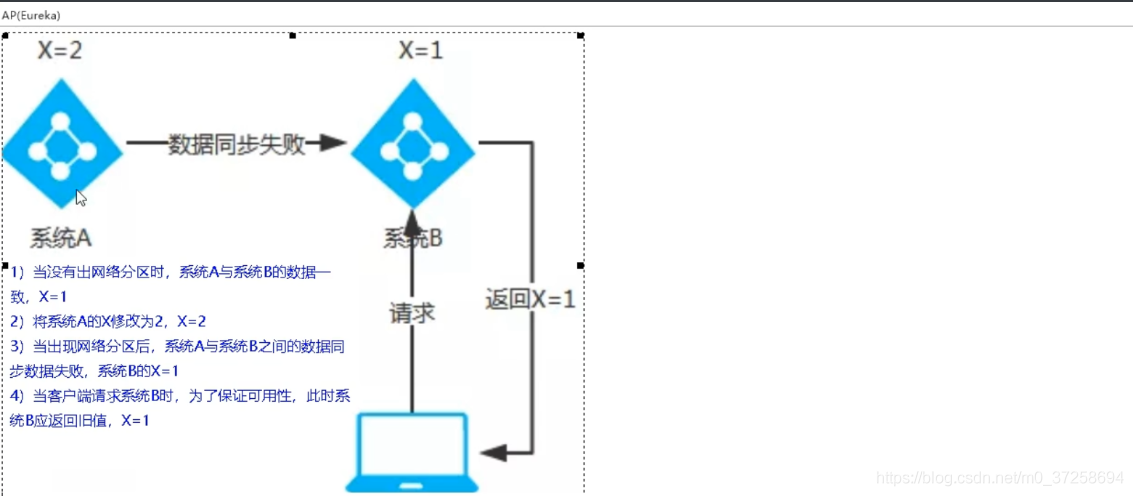 AP(Eureka)
X=2
X=1
数据同步失败
系统A
系统B
1）当没有出网络分区时，系统A与系统B的数据一
致，X=1
2）将系统A的X修改为2，X=2
3）当出现网络分区后，系统A与系统B之间的数据同
步数据失败，系统B的X=1
4）当客户端请求系统B时，为了保证可用性，此时系
统B应返回旧值，X=1
请求
返回X=1
https://blog.csdn.net/m0_37258694